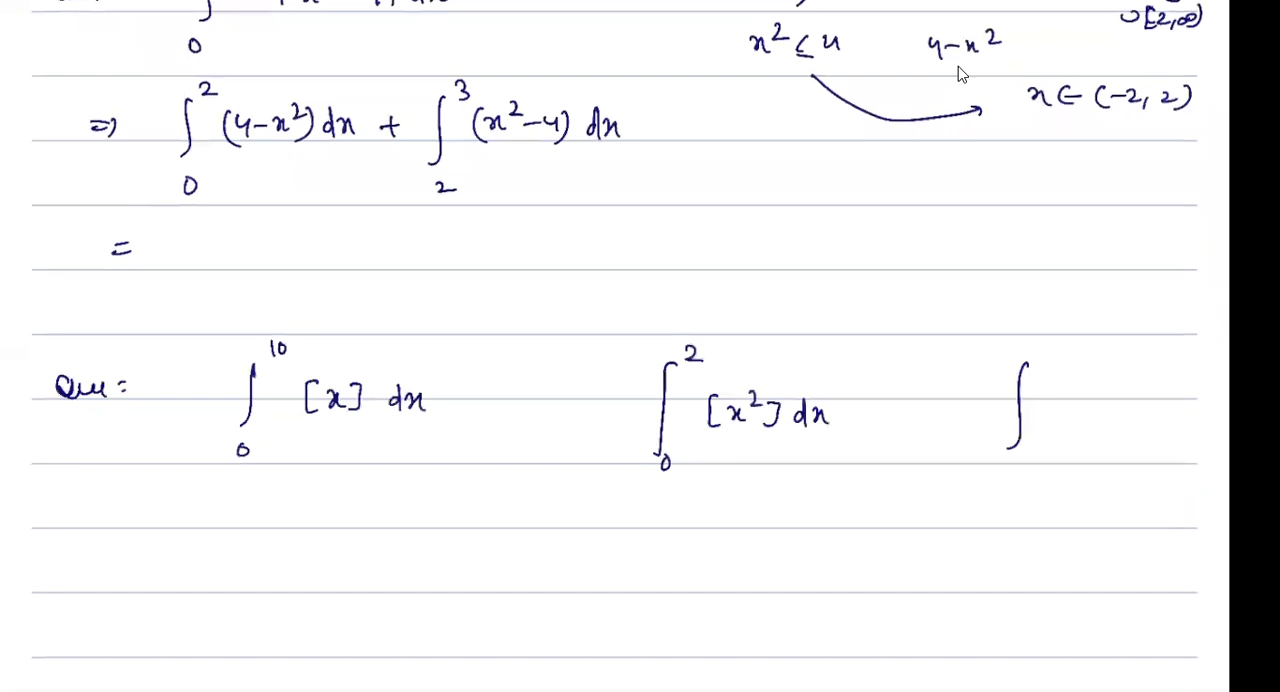 0
∪[2,∞)
x² ≤ 4 4-x²
⇒ ∫₀² (4-x²) dx + ∫₂³ (x²-4) dx x ∈ (-2, 2)
=
Que: ∫₀¹⁰ [x] dx ∫₀² [x²] dx ∫